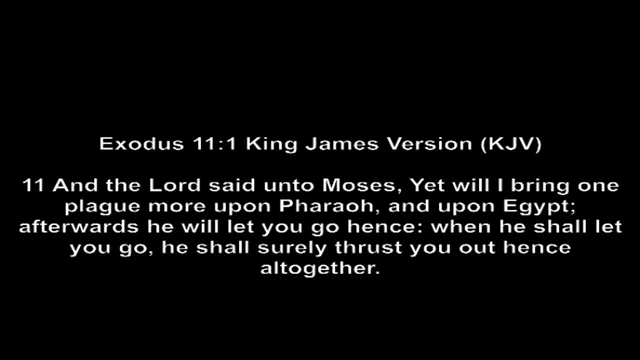 Exodus 11:1 King James Version (KJV)
11 And the Lord said unto Moses, Yet will I bring one
plague more upon Pharaoh, and upon Egypt;
afterwards he will let you go hence: when he shall let
you go, he shall surely thrust you out hence
altogether.